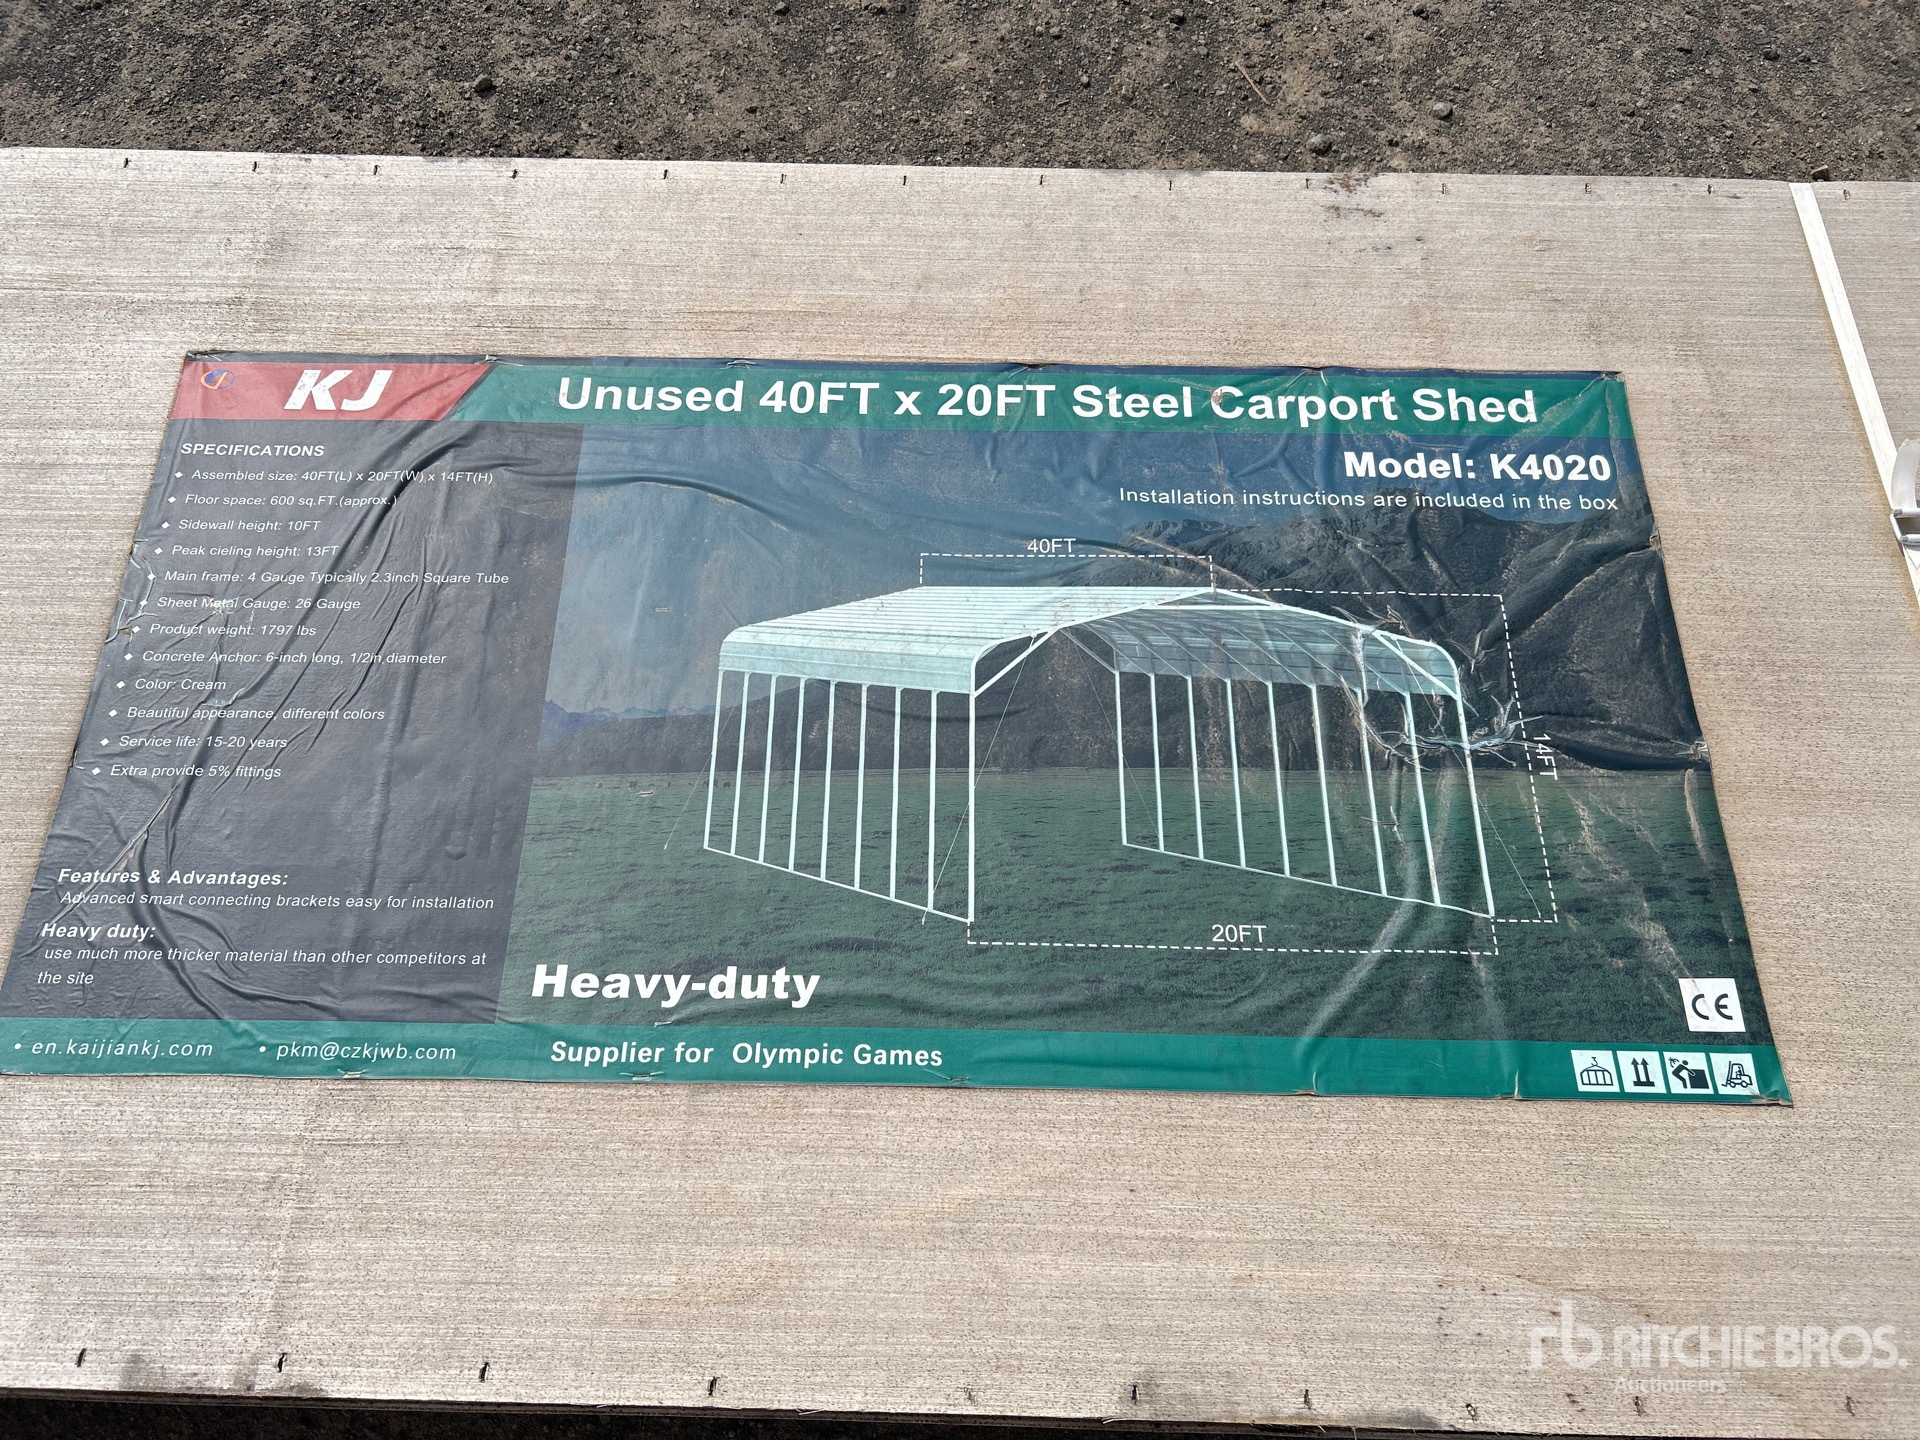 KJ
Unused 40FT x 20FT Steel Carport Shed
Model: K4020
Installation instructions are included in the box
SPECIFICATIONS
Assembled size: 40FT(L) x 20FT(W) x 14FT(H)
Floor space: 600 sq.FT.(approx.)
Sidewall height: 10FT
Peak cieling height: 13FT
Main frame: 4 Gauge Typically 2.3inch Square Tube
Sheet Metal Gauge: 26 Gauge
Product weight: 1797 lbs
Concrete Anchor: 6-inch long, 1/2in diameter
Color: Cream
Beautiful appearance, different colors
Service life: 15-20 years
Extra provide 5% fittings
Features & Advantages:
Advanced smart connecting brackets easy for installation
Heavy duty:
use much more thicker material than other competitors at
the site
40FT
14FT
20FT
Heavy-duty
CE
• en.kaijiankj.com • pkm@czkjwb.com
Supplier for Olympic Games
rb RITCHIE BROS.
Auctioneers